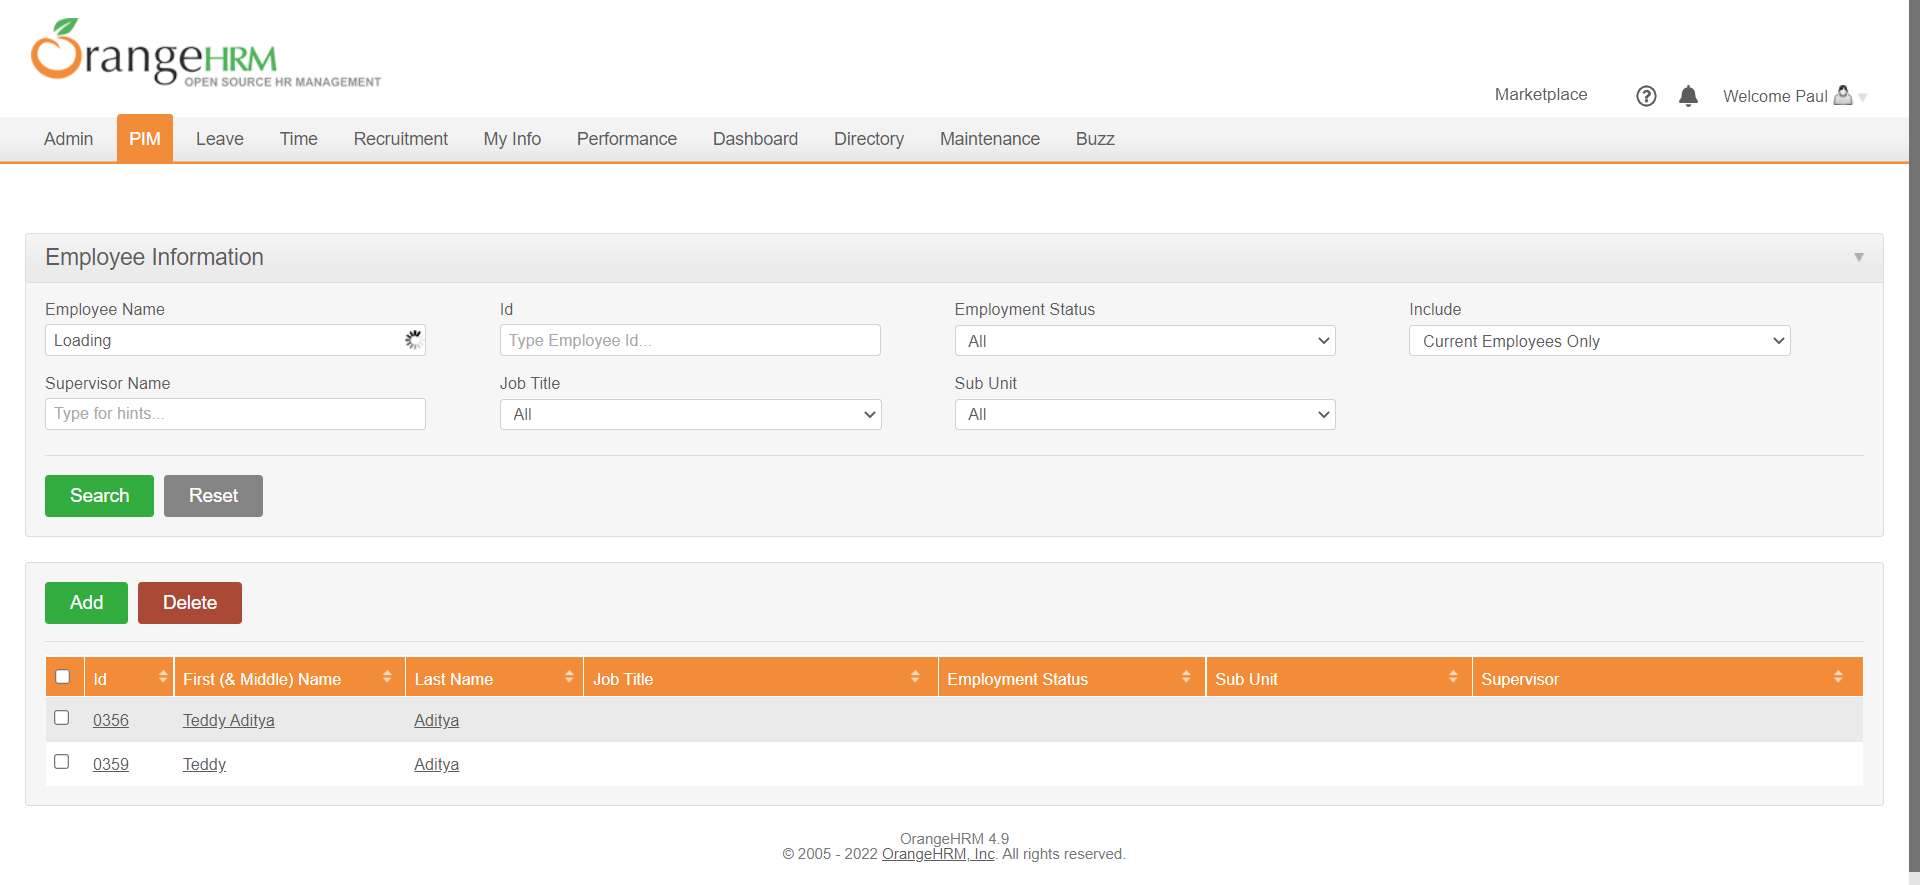 OrangeHRM
OPEN SOURCE HR MANAGEMENT
Marketplace
Welcome Paul
Admin PIM Leave Time Recruitment My Info Performance Dashboard Directory Maintenance Buzz
Employee Information
Employee Name Id Employment Status Include
Loading Type Employee Id... All Current Employees Only
Supervisor Name Job Title Sub Unit
Type for hints... All All
Search Reset
Add Delete
Id First (& Middle) Name Last Name Job Title Employment Status Sub Unit Supervisor
0356 Teddy Aditya Aditya
0359 Teddy Aditya
OrangeHRM 4.9
© 2005 - 2022 OrangeHRM, Inc. All rights reserved.